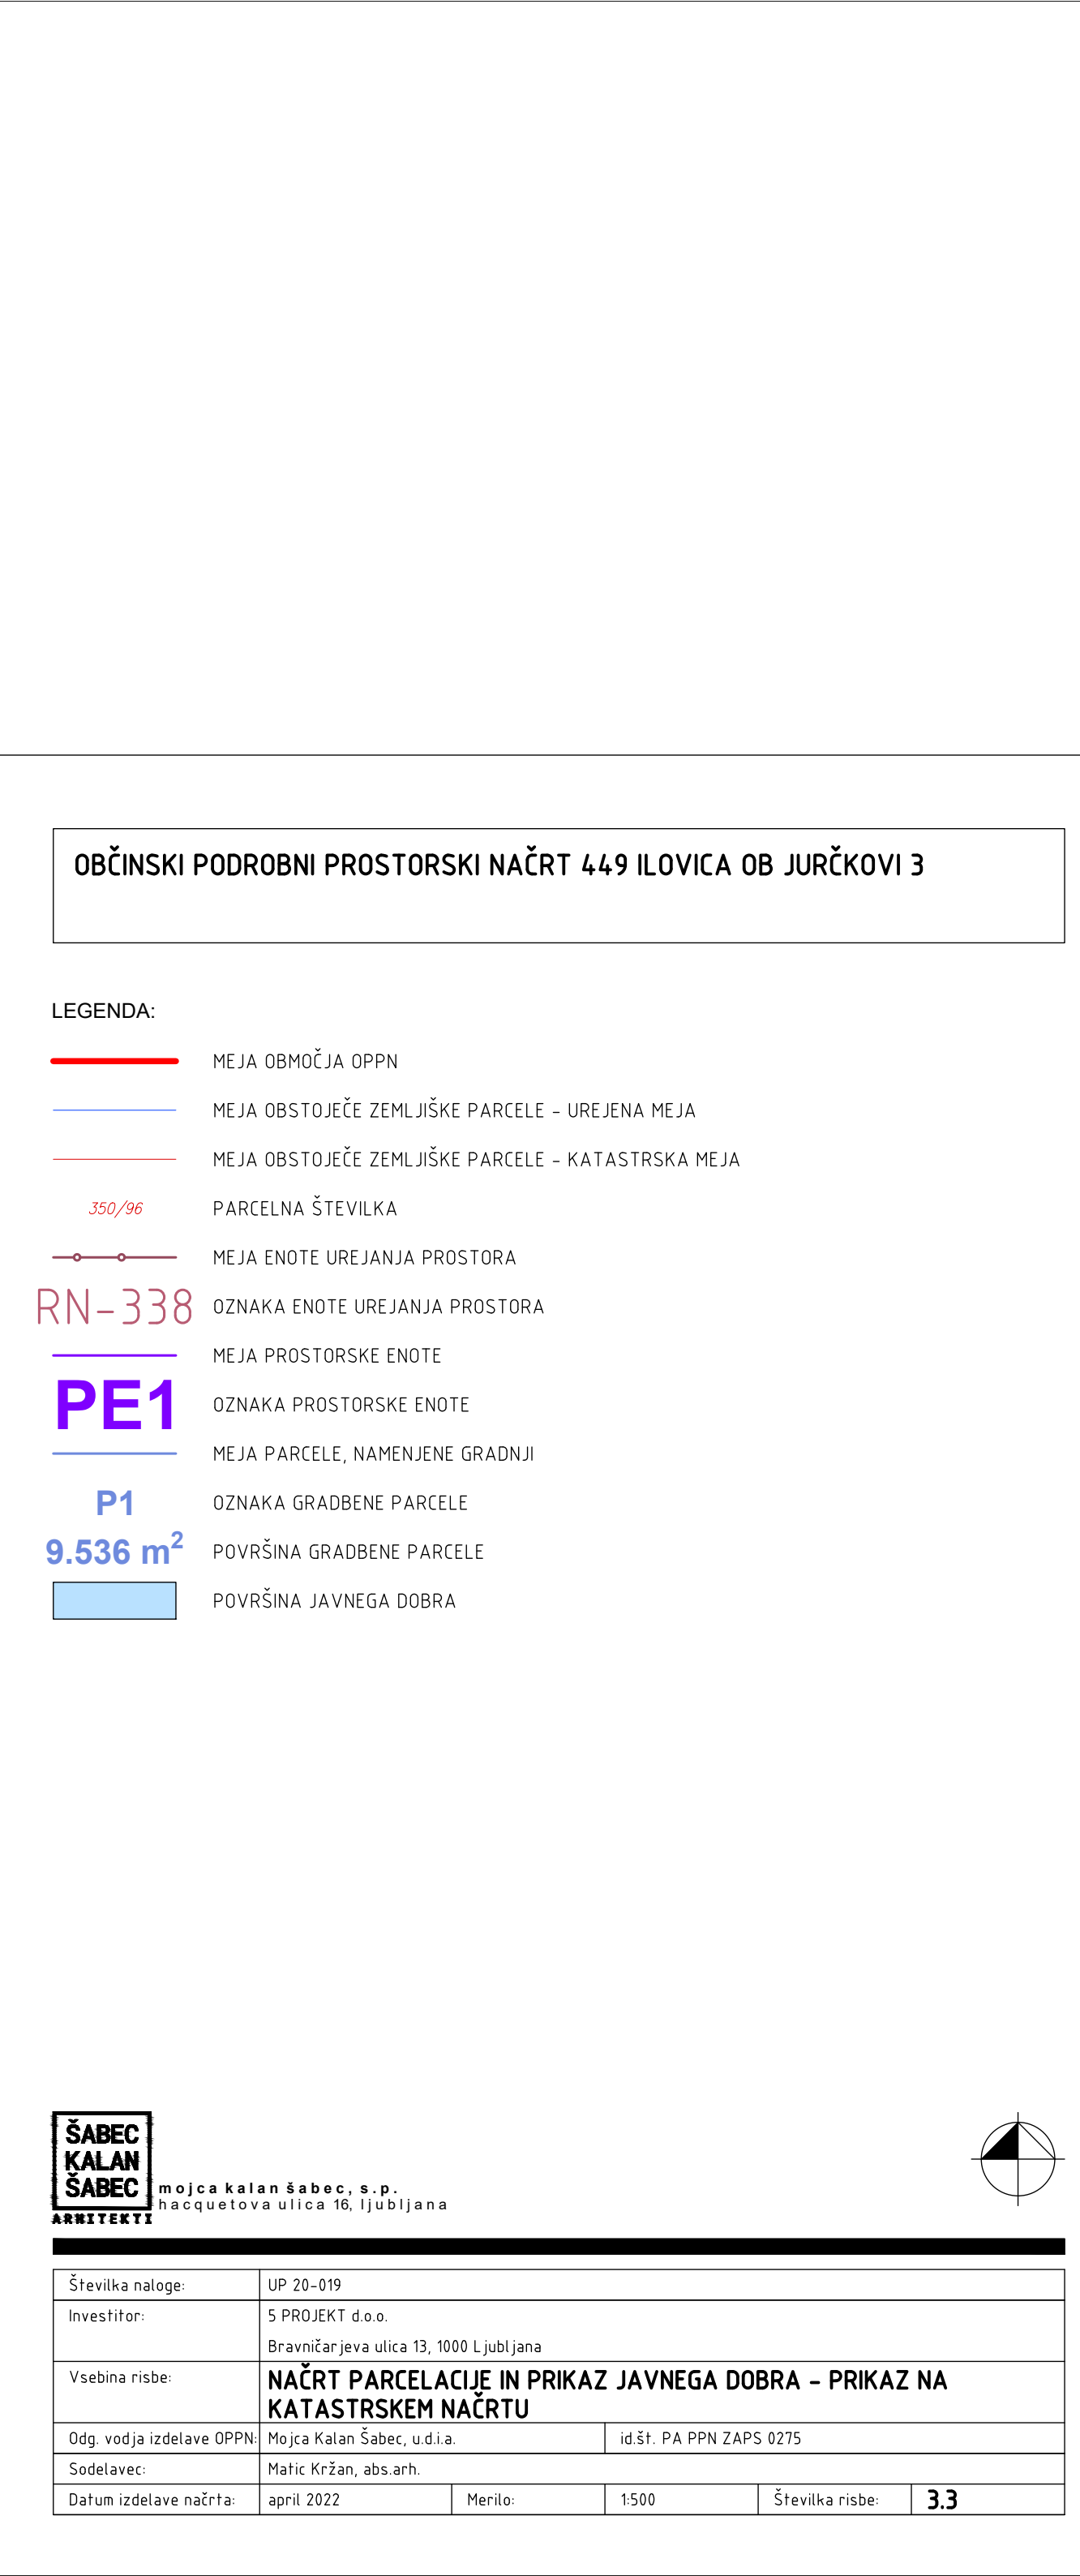 OBČINSKI PODROBNI PROSTORSKI NAČRT 449 ILOVICA OB JURČKOVI 3
LEGENDA:
MEJA OBMOČJA OPPN
MEJA OBSTOJEČE ZEMLJIŠKE PARCELE - UREJENA MEJA
MEJA OBSTOJEČE ZEMLJIŠKE PARCELE - KATASTRSKA MEJA
350/96 PARCELNA ŠTEVILKA
MEJA ENOTE UREJANJA PROSTORA
RN-338 OZNAKA ENOTE UREJANJA PROSTORA
MEJA PROSTORSKE ENOTE
PE1 OZNAKA PROSTORSKE ENOTE
MEJA PARCELE, NAMENJENE GRADNJI
P1 OZNAKA GRADBENE PARCELE
9.536 m² POVRŠINA GRADBENE PARCELE
POVRŠINA JAVNEGA DOBRA
ŠABEC
KALAN
ŠABEC
ARHITEKTI
mojca kalan šabec, s.p.
hacquetova ulica 16, ljubljana
Številka naloge: UP 20-019
Investitor: 5 PROJEKT d.o.o.
Bravničarjeva ulica 13, 1000 Ljubljana
Vsebina risbe: NAČRT PARCELACIJE IN PRIKAZ JAVNEGA DOBRA - PRIKAZ NA
KATASTRSKEM NAČRTU
Odg. vodja izdelave OPPN: Mojca Kalan Šabec, u.d.i.a. id.št. PA PPN ZAPS 0275
Sodelavec: Matic Kržan, abs.arh.
Datum izdelave načrta: april 2022 Merilo: 1:500 Številka risbe: 3.3